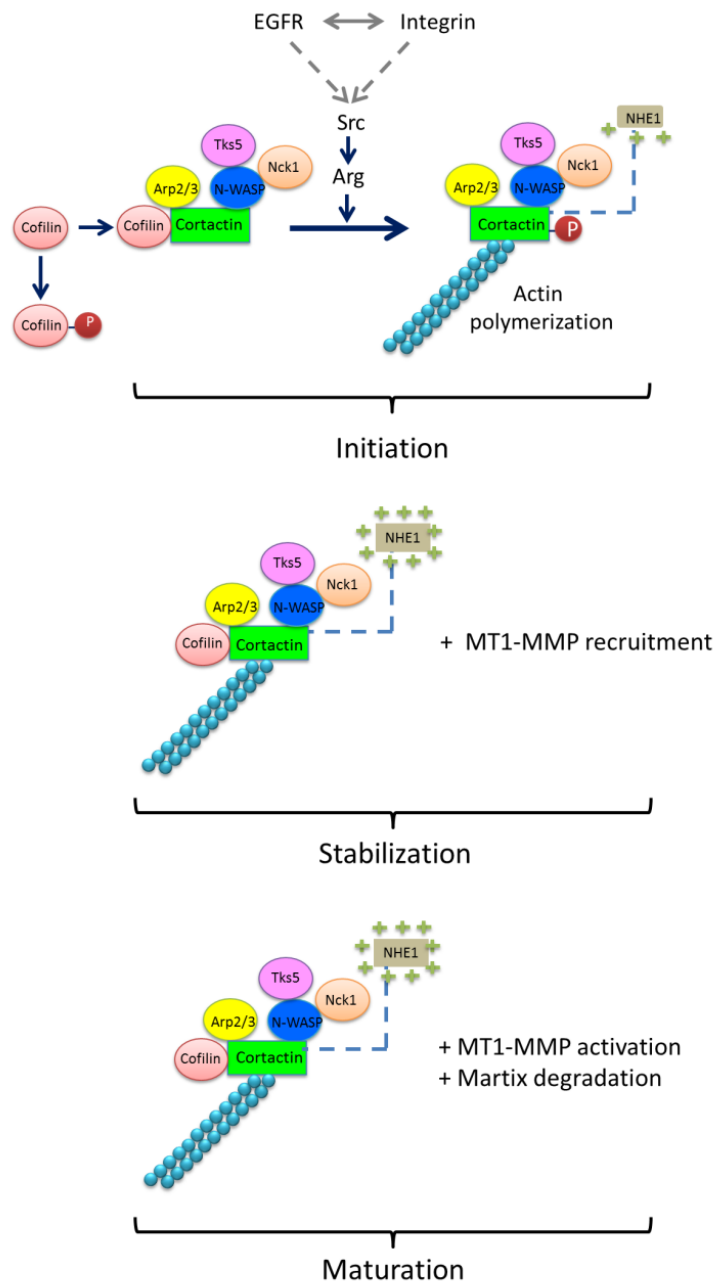 EGFR
Integrin
Src
Arg
Tks5
Nck1
Arp2/3
N-WASP
Cofilin
Cofilin
Cortactin
Cofilin
P
NHE1
Tks5
Nck1
Arp2/3
N-WASP
Cortactin
P
Actin
polymerization
Initiation
NHE1
Tks5
Nck1
Arp2/3
N-WASP
Cofilin
Cortactin
+ MT1-MMP recruitment
Stabilization
NHE1
Tks5
Nck1
Arp2/3
N-WASP
Cofilin
Cortactin
+ MT1-MMP activation
+ Martix degradation
Maturation